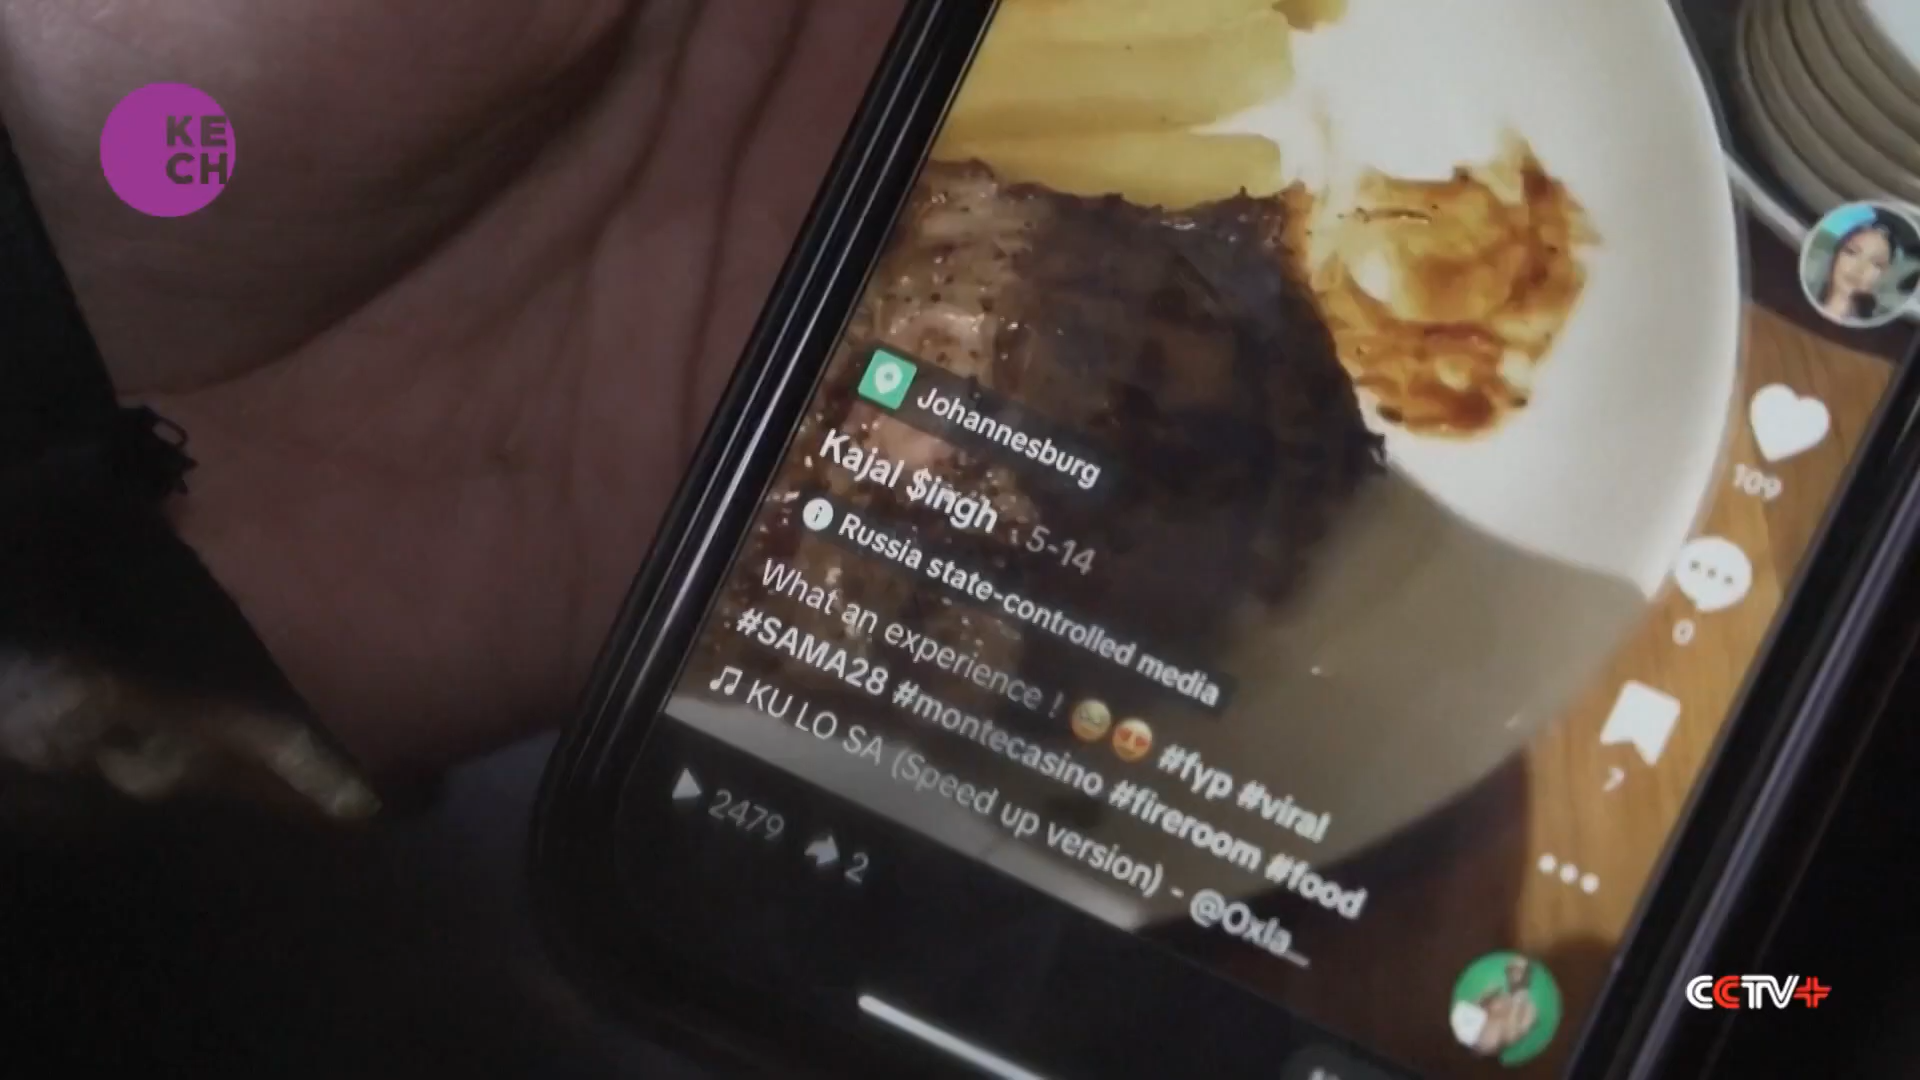 KE
CH
Johannesburg
Kajal $ingh · 5-14
Russia state-controlled media
What an experience ! 🥹😍 #fyp #viral
#SAMA28 #montecasino #fireroom #food
KU LO SA (Speed up version) - @Oxla...
2479 2
109
0
7
CCTV+